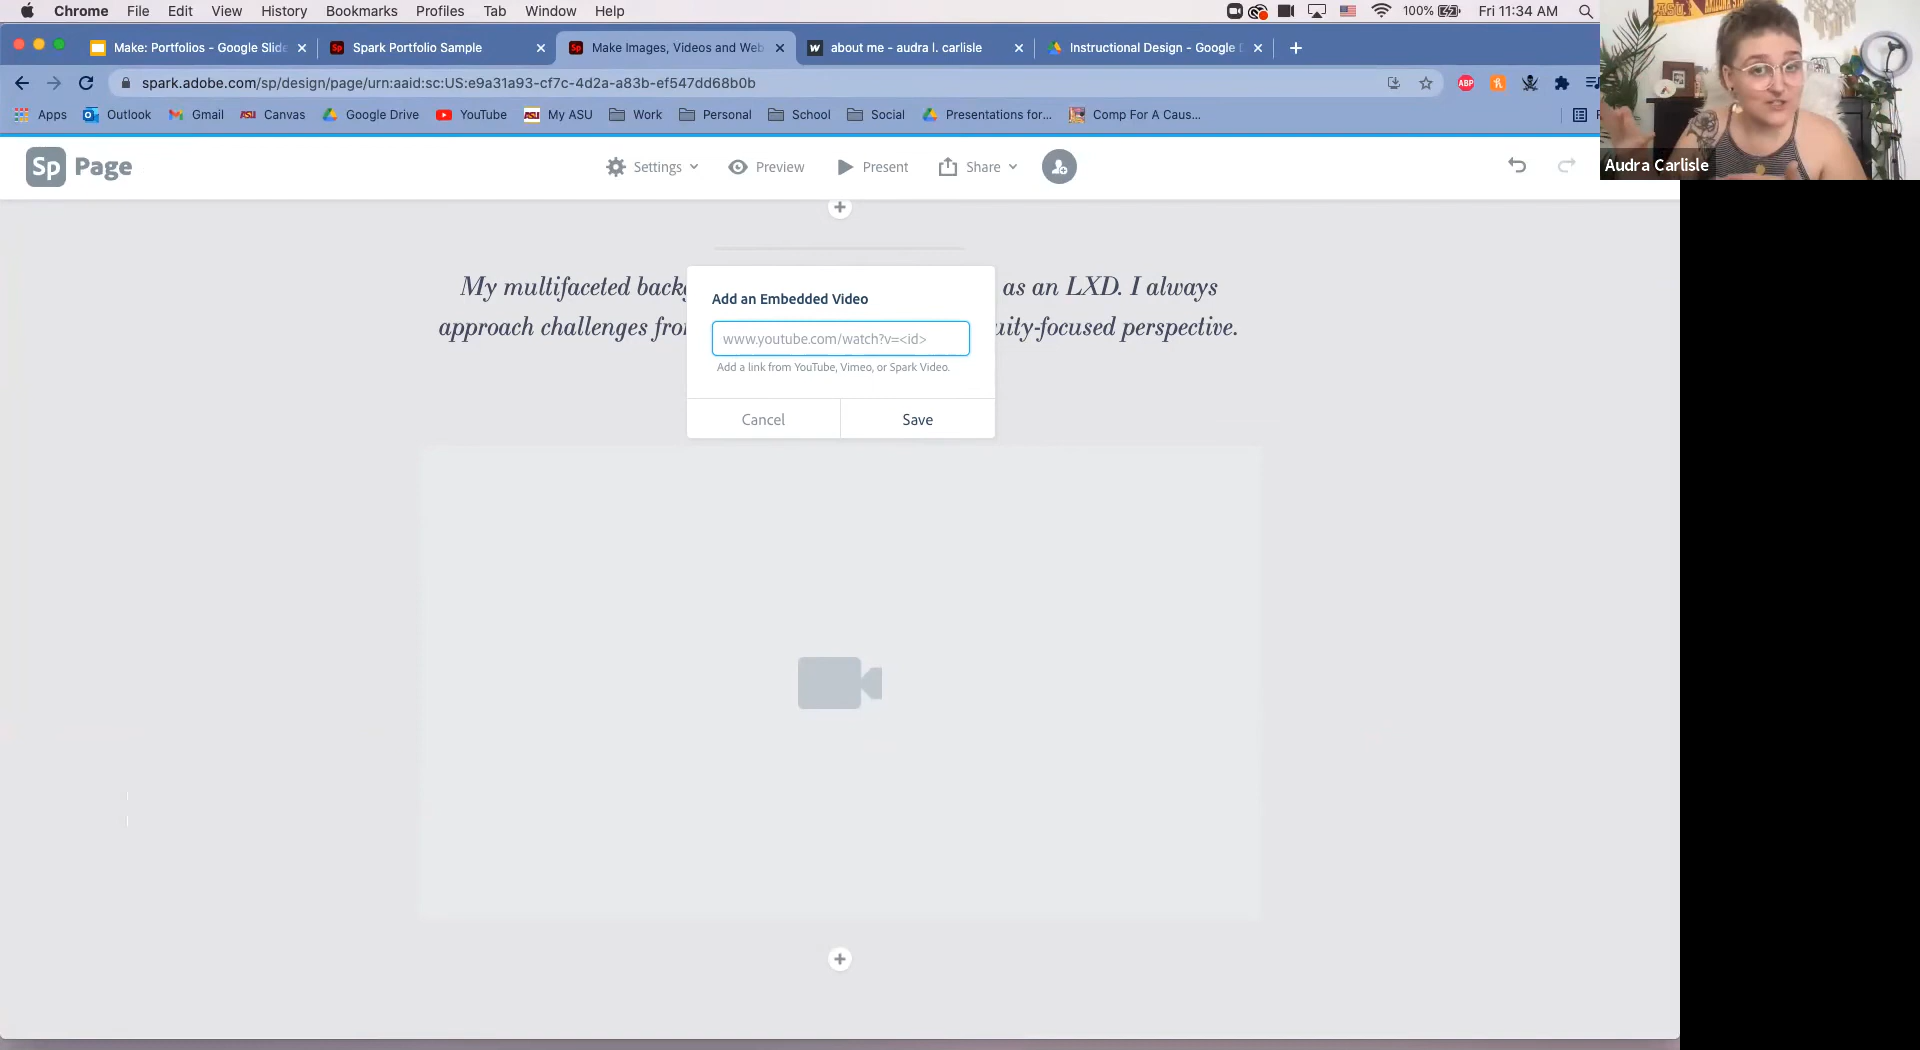 Chrome File Edit View History Bookmarks Profiles Tab Window Help 100% Fri 11:34 AM
Make: Portfolios - Google Slide Spark Portfolio Sample Make Images, Videos and Web about me - audra l. carlisle Instructional Design - Google
spark.adobe.com/sp/design/page/urn:aaid:sc:US:e9a31a93-cf7c-4d2a-a83b-ef547dd68b0b
Apps Outlook Gmail Canvas Google Drive YouTube My ASU Work Personal School Social Presentations for... Comp For A Caus...
Sp Page Settings Preview Present Share
Audra Carlisle
My multifaceted backg as an LXD. I always
approach challenges from uity-focused perspective.
Add an Embedded Video
www.youtube.com/watch?v=<id>
Add a link from YouTube, Vimeo, or Spark Video.
Cancel Save